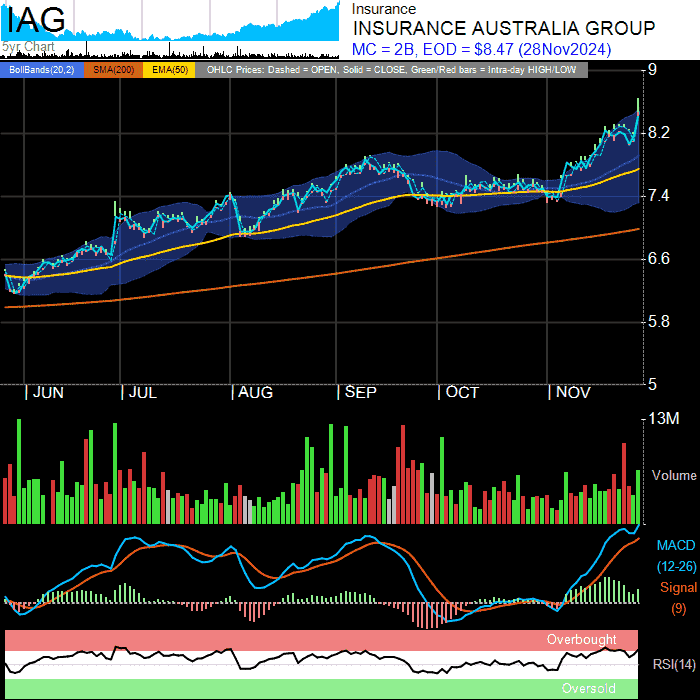 IAG
5yr Chart
Insurance
INSURANCE AUSTRALIA GROUP
MC = 2B, EOD = $8.47 (28Nov2024)
BollBands(20,2) SMA(200) EMA(50) OHLC Prices: Dashed = OPEN, Solid = CLOSE, Green/Red bars = Intra-day HIGH/LOW
9
8.2
7.4
6.6
5.8
5
JUN JUL AUG SEP OCT NOV
13M
Volume
MACD
(12-26)
Signal
(9)
Overbought
RSI(14)
Oversold